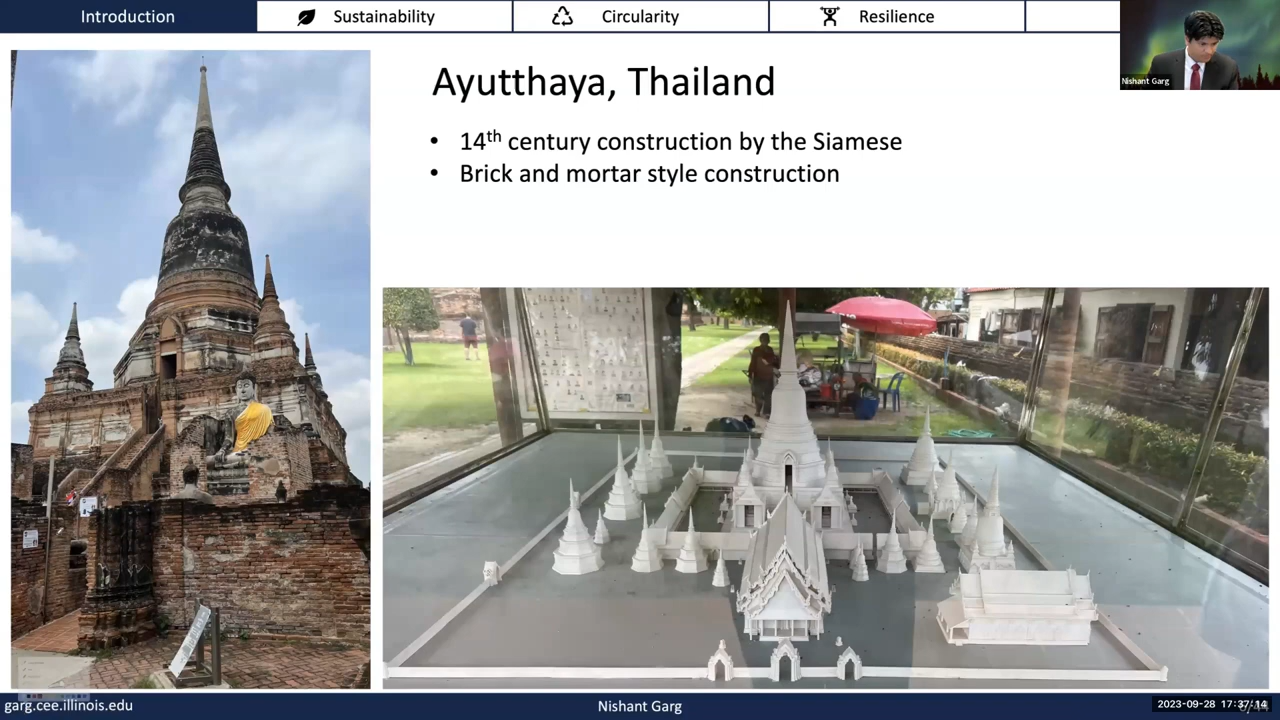 Introduction
Sustainability
Circularity
Resilience
Nishant Garg
Ayutthaya, Thailand
• 14th century construction by the Siamese
• Brick and mortar style construction
garg.cee.illinois.edu
Nishant Garg
2023-09-28 17:37:14